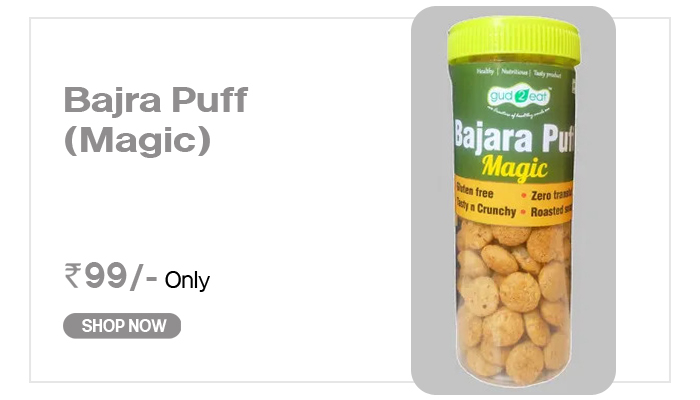 Bajra Puff
(Magic)
₹99/- Only
SHOP NOW
Healthy | Nutritious | Tasty product
gud2eat
Bajara Puf
Magic
Gluten free
• Zero
Tasty n Crunchy • Roasted